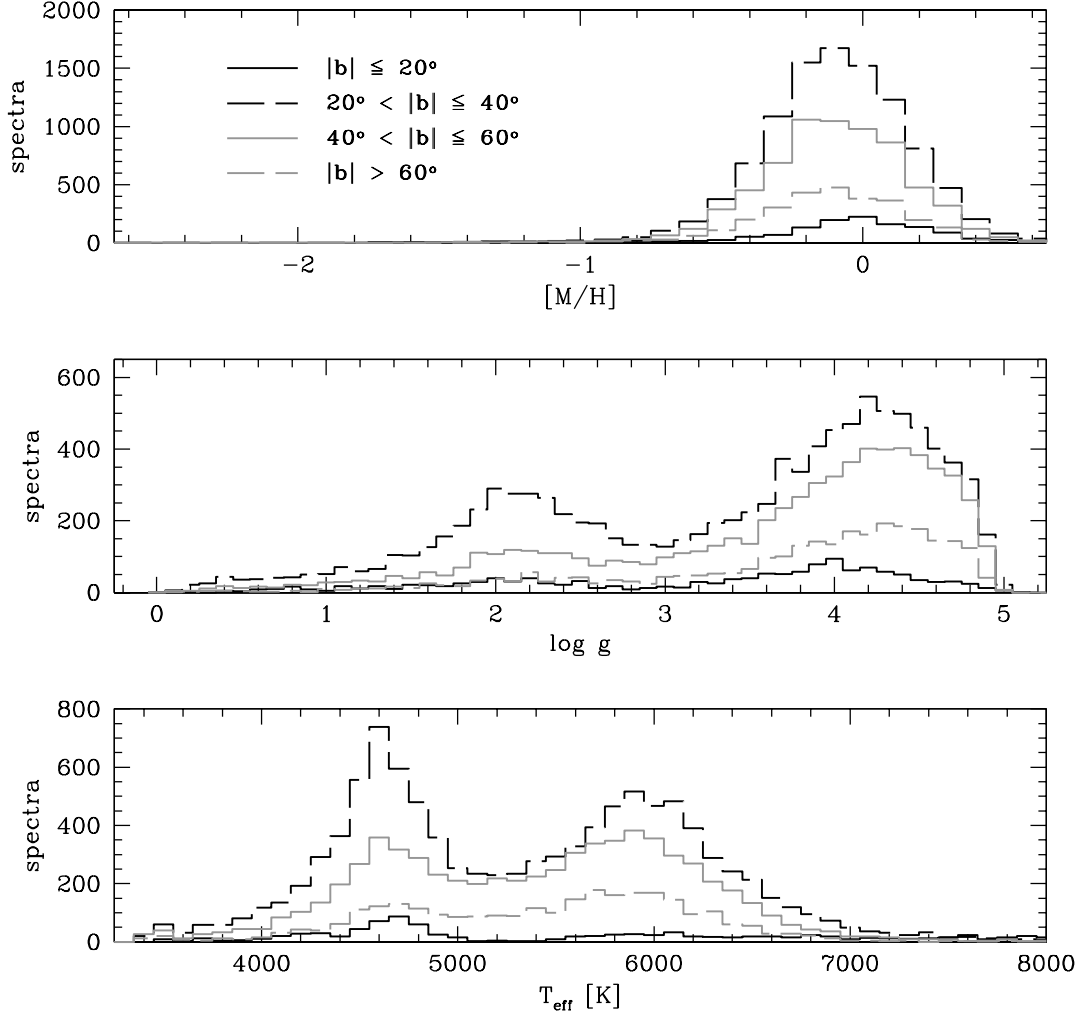 2000
1500
1000
500
0
spectra
|b| ≦ 20°
20° < |b| ≦ 40°
40° < |b| ≦ 60°
|b| > 60°
−2 −1 0
[M/H]
600
400
200
0
spectra
0 1 2 3 4 5
log g
800
600
400
200
0
spectra
4000 5000 6000 7000 8000
T_eff [K]